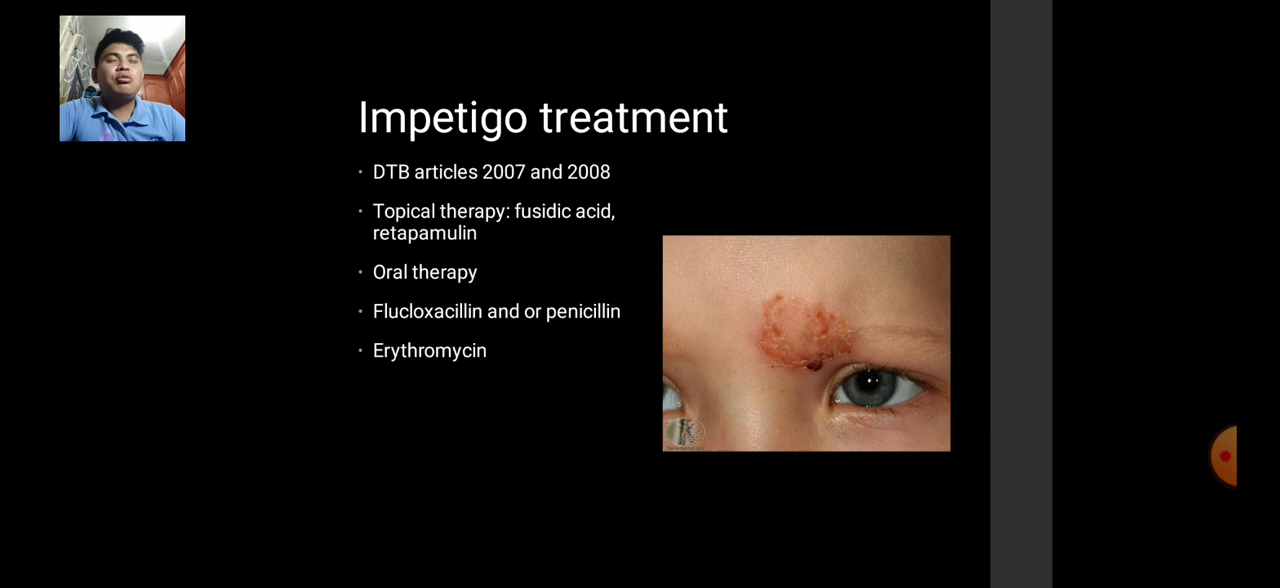 Impetigo treatment
• DTB articles 2007 and 2008
• Topical therapy: fusidic acid,
retapamulin
• Oral therapy
• Flucloxacillin and or penicillin
• Erythromycin